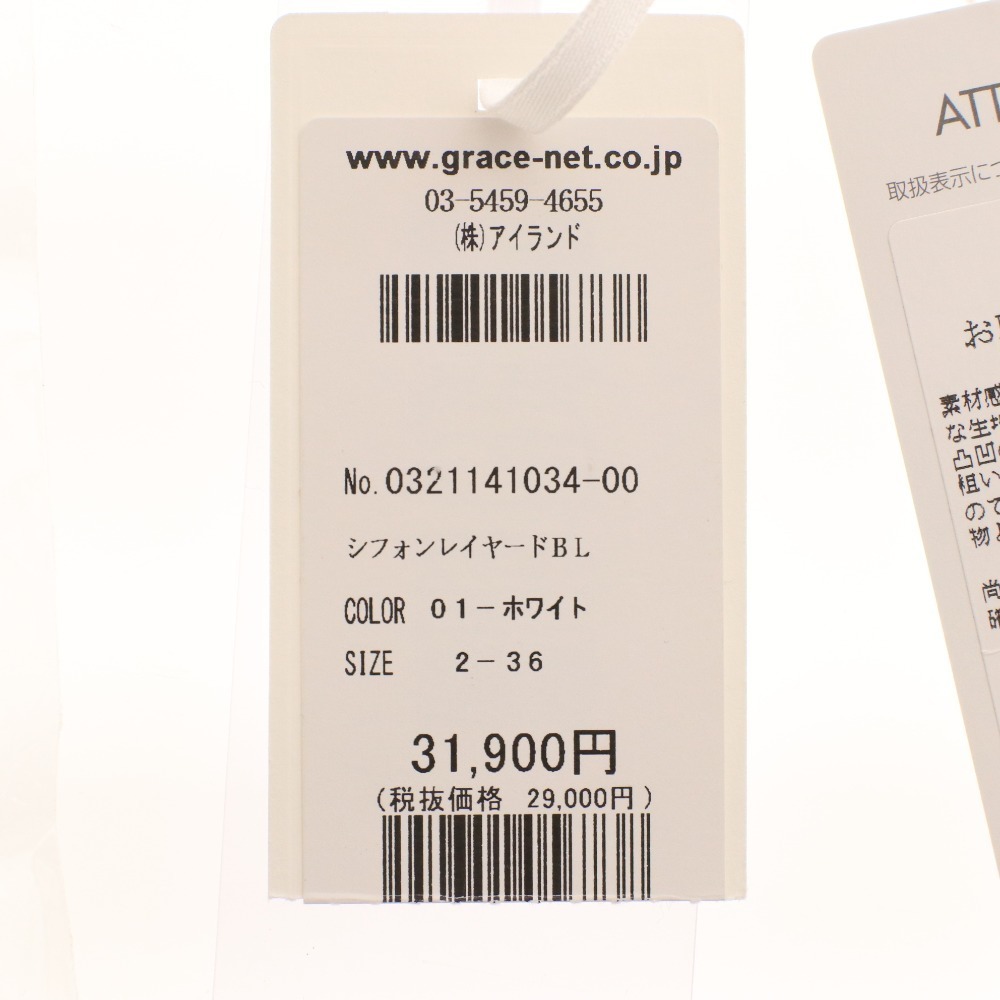 www.grace-net.co.jp
03-5459-4655
(株)アイランド
No.0321141034-00
シフォンレイヤードBL
COLOR 01-ホワイト
SIZE 2-36
31,900円
(税抜価格 29,000円)
ATT
取扱表示につ
お
素材感
な生地
凸凹
粗い
ので
物
尚